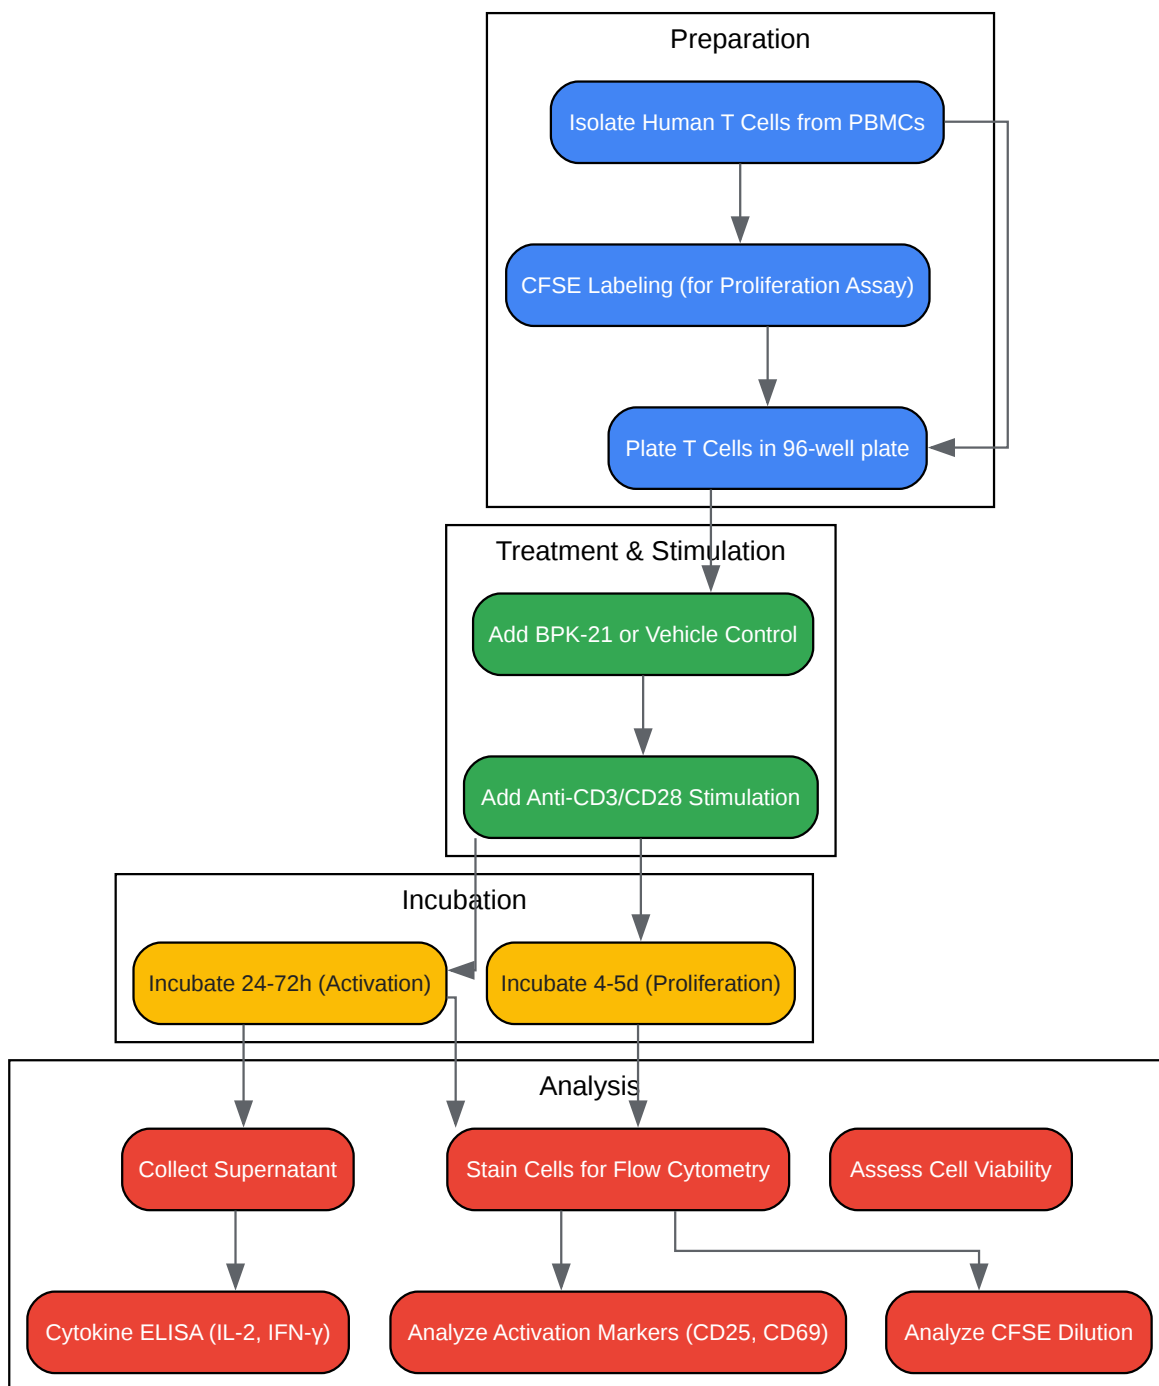 Preparation
Isolate Human T Cells from PBMCs
CFSE Labeling (for Proliferation Assay)
Plate T Cells in 96-well plate
Treatment & Stimulation
Add BPK-21 or Vehicle Control
Add Anti-CD3/CD28 Stimulation
Incubation
Incubate 24-72h (Activation)
Incubate 4-5d (Proliferation)
Analysis
Collect Supernatant
Stain Cells for Flow Cytometry
Assess Cell Viability
Cytokine ELISA (IL-2, IFN-γ)
Analyze Activation Markers (CD25, CD69)
Analyze CFSE Dilution